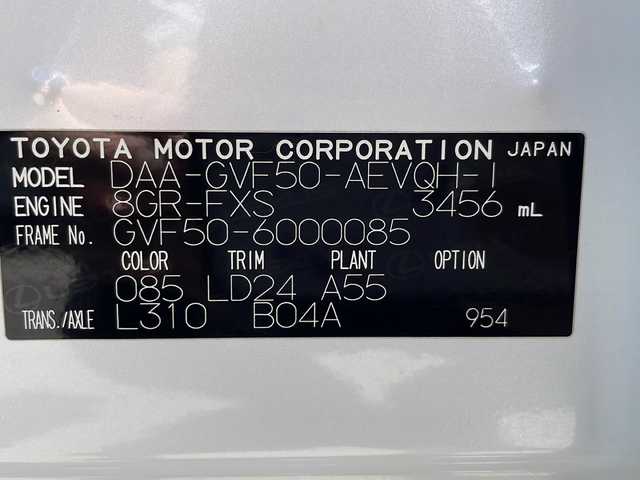 TOYOTA MOTOR CORPORATION JAPAN
MODEL DAA-GVF50-AEVQH-1
ENGINE 8GR-FXS 3456 mL
FRAME No. GVF50-6000085
COLOR TRIM PLANT OPTION
085 LD24 A55
TRANS./AXLE L310 B04A 954